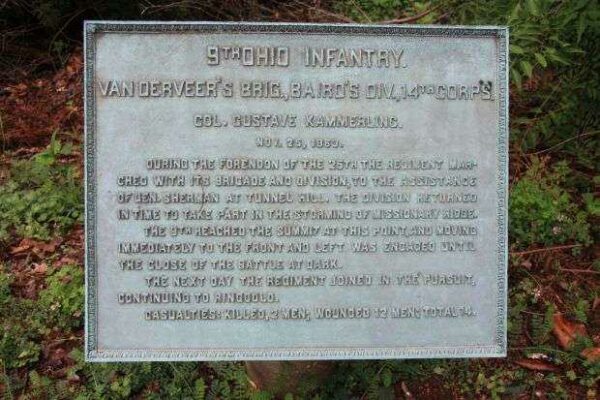 9TH OHIO INFANTRY.
VAN DERVEER'S BRIG., BAIRD'S DIV., 14TH CORPS.
COL. GUSTAVE KAMMERLING.
NOV. 25, 1863.
DURING THE FORENOON OF THE 25TH THE REGIMENT MAR-
CHED WITH ITS BRIGADE AND DIVISION, TO THE ASSISTANCE
OF GEN. SHERMAN AT TUNNEL HILL. THE DIVISION RETURNED
IN TIME TO TAKE PART IN THE STORMING OF MISSIONARY RIDGE.
THE 9TH REACHED THE SUMMIT AT THIS POINT, AND MOVING
IMMEDIATELY TO THE FRONT AND LEFT WAS ENGAGED UNTIL
THE CLOSE OF THE BATTLE AT DARK.
THE NEXT DAY THE REGIMENT JOINED IN THE PURSUIT,
CONTINUING TO RINGGOLD.
CASUALTIES: KILLED, 2 MEN; WOUNDED 12 MEN; TOTAL 14.